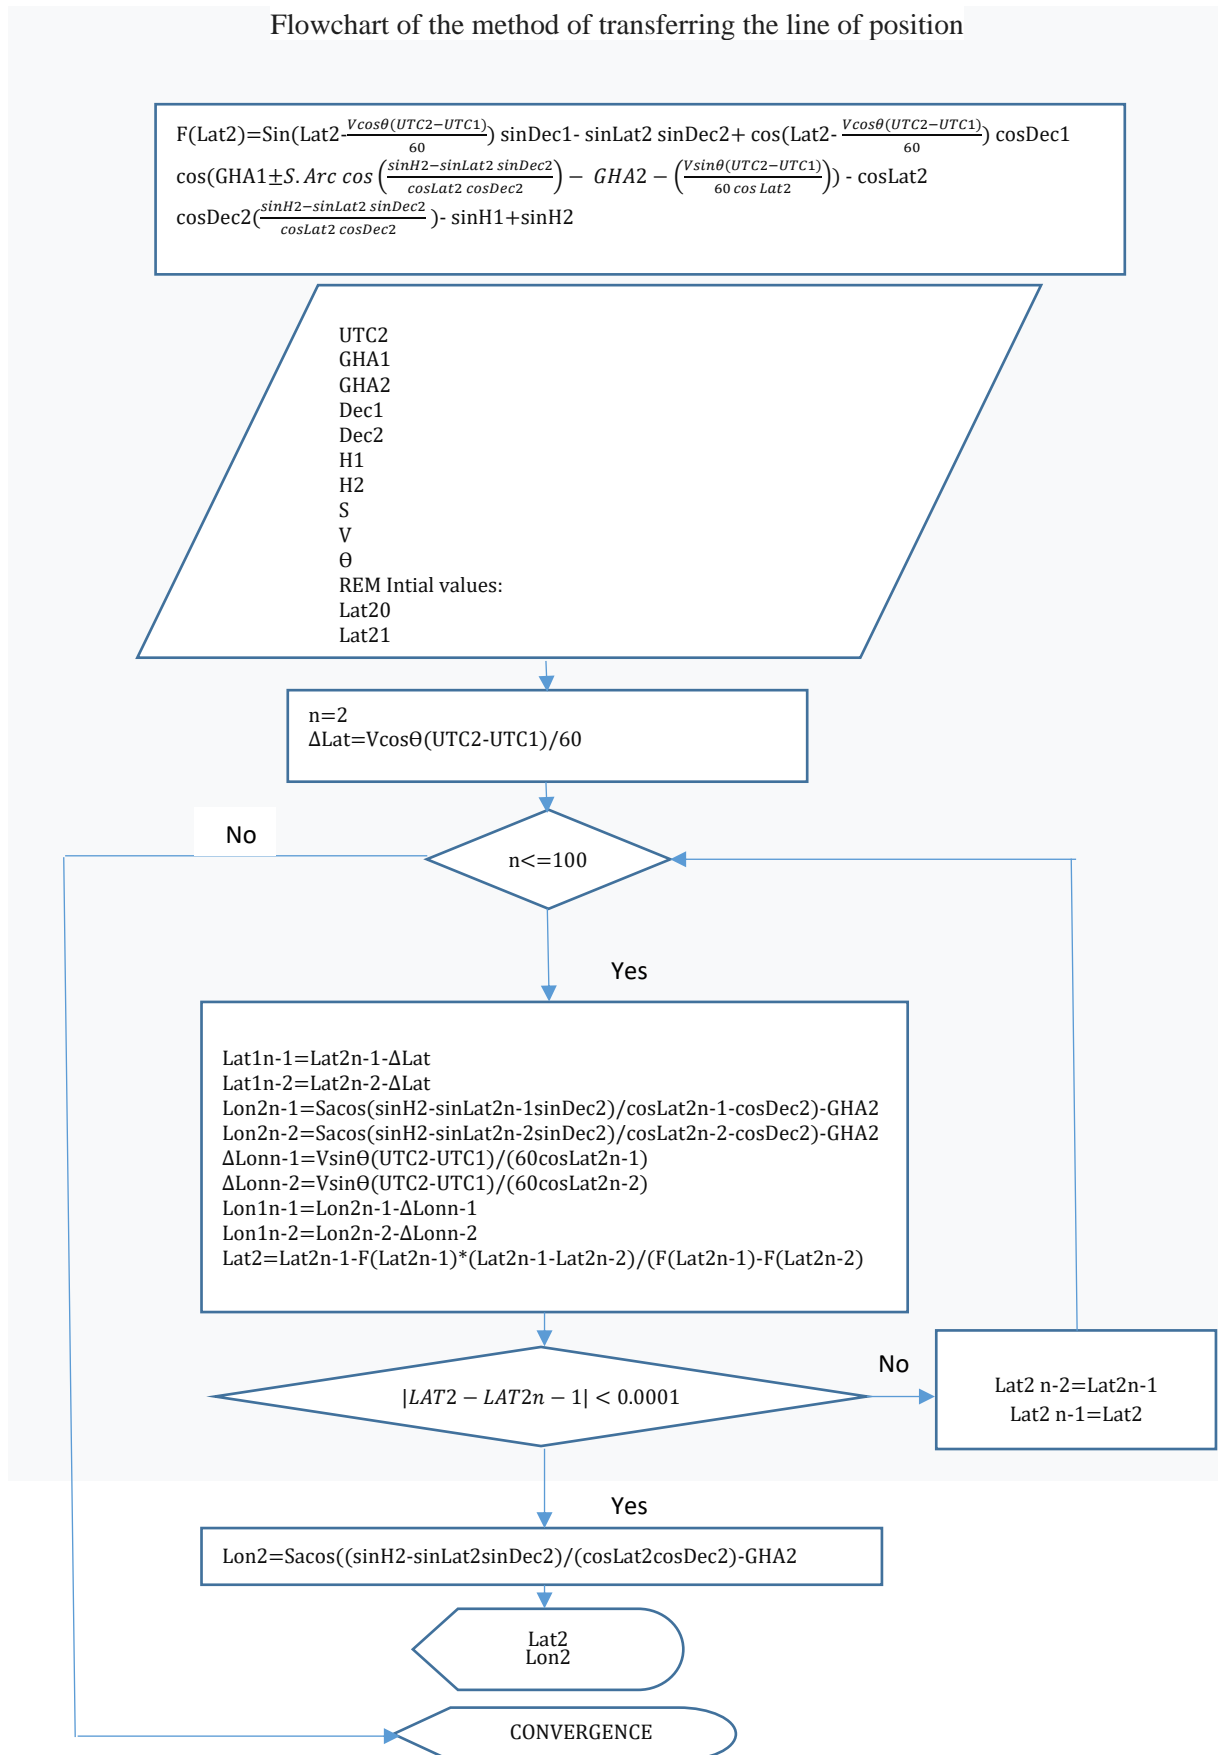 Flowchart of the method of transferring the line of position
F(Lat2)=Sin(Lat2-\frac{Vcosθ(UTC2−UTC1)}{60}) sinDec1- sinLat2 sinDec2+ cos(Lat2- \frac{Vcosθ(UTC2−UTC1)}{60}) cosDec1
cos(GHA1±S. Arc cos (\frac{sinH2−sinLat2 sinDec2}{cosLat2 cosDec2}) − GHA2 − (\frac{Vsinθ(UTC2−UTC1)}{60 cos Lat2})) - cosLat2
cosDec2(\frac{sinH2−sinLat2 sinDec2}{cosLat2 cosDec2})- sinH1+sinH2
UTC2
GHA1
GHA2
Dec1
Dec2
H1
H2
S
V
Θ
REM Intial values:
Lat20
Lat21
n=2
ΔLat=VcosΘ(UTC2-UTC1)/60
No
n<=100
Yes
Lat1n-1=Lat2n-1-ΔLat
Lat1n-2=Lat2n-2-ΔLat
Lon2n-1=Sacos(sinH2-sinLat2n-1sinDec2)/cosLat2n-1-cosDec2)-GHA2
Lon2n-2=Sacos(sinH2-sinLat2n-2sinDec2)/cosLat2n-2-cosDec2)-GHA2
ΔLonn-1=VsinΘ(UTC2-UTC1)/(60cosLat2n-1)
ΔLonn-2=VsinΘ(UTC2-UTC1)/(60cosLat2n-2)
Lon1n-1=Lon2n-1-ΔLonn-1
Lon1n-2=Lon2n-2-ΔLonn-2
Lat2=Lat2n-1-F(Lat2n-1)*(Lat2n-1-Lat2n-2)/(F(Lat2n-1)-F(Lat2n-2)
|LAT2 − LAT2n − 1| < 0.0001
No
Lat2 n-2=Lat2n-1
Lat2 n-1=Lat2
Yes
Lon2=Sacos((sinH2-sinLat2sinDec2)/(cosLat2cosDec2)-GHA2
Lat2
Lon2
CONVERGENCE